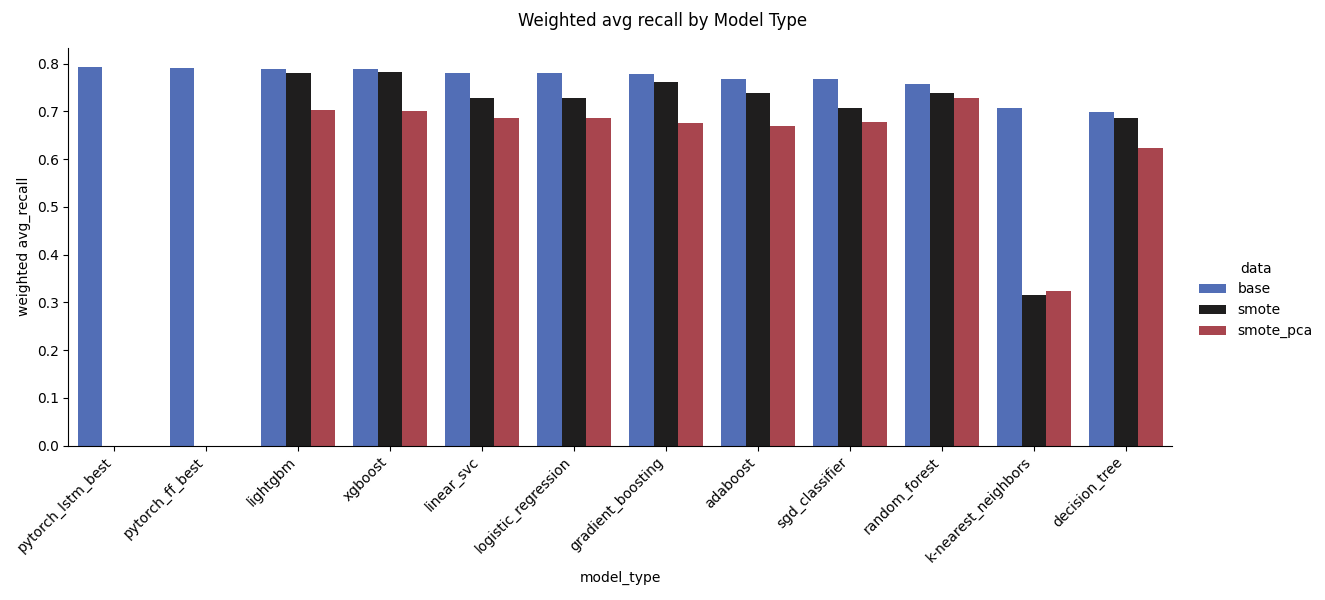 Weighted avg recall by Model Type
weighted avg_recall
0.8
0.7
0.6
0.5
0.4
0.3
0.2
0.1
0.0
pytorch_lstm_best
pytorch_ff_best
lightgbm
xgboost
linear_svc
logistic_regression
gradient_boosting
adaboost
sgd_classifier
random_forest
k-nearest_neighbors
decision_tree
model_type
data
base
smote
smote_pca